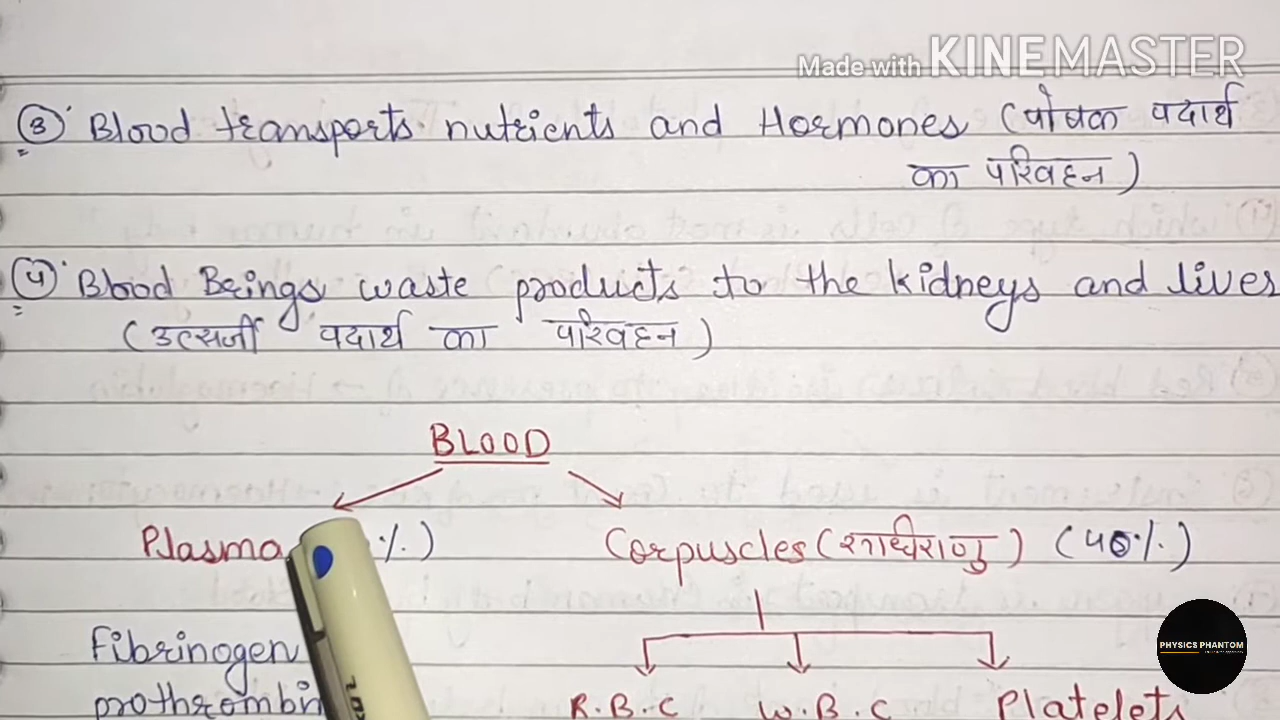 Made with KINEMASTER
③ Blood transports nutrients and Hormones (पोषक पदार्थ
का परिवहन)
④ Blood Brings waste products to the kidneys and liver
(उत्सर्जी पदार्थ का परिवहन)
BLOOD
Plasma %)
Corpuscles (रूधिराणु) (40%)
Fibrinogen
prothrombin
R.B.C W.B.C Platelets
PHYSICS PHANTOM